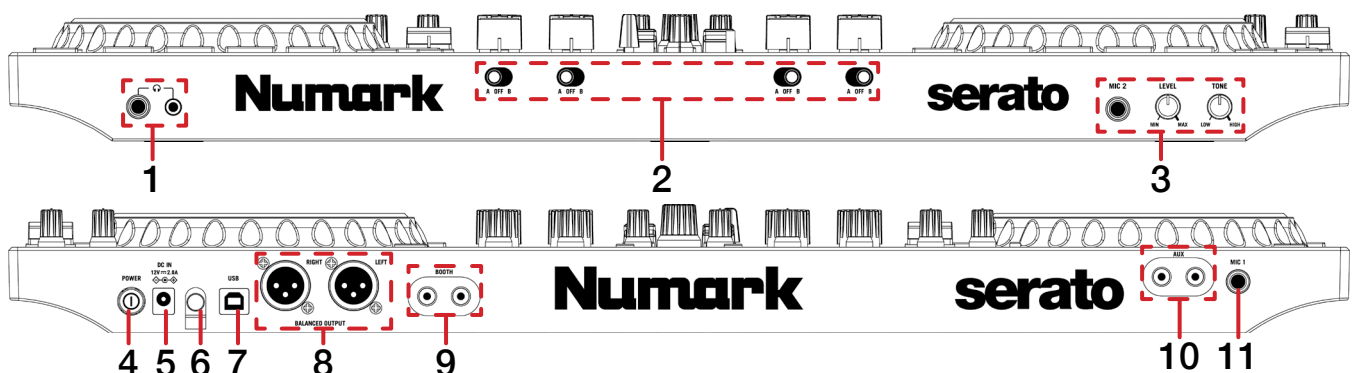 Numark
serato
A OFF B
A OFF B
A OFF B
A OFF B
MIC 2
LEVEL
TONE
MIN
MAX
LOW
HIGH
1
2
3
POWER
DC IN
12V 2.8A
USB
RIGHT
LEFT
BALANCED OUTPUT
BOOTH
Numark
serato
AUX
MIC 1
4
5
6
7
8
9
10
11